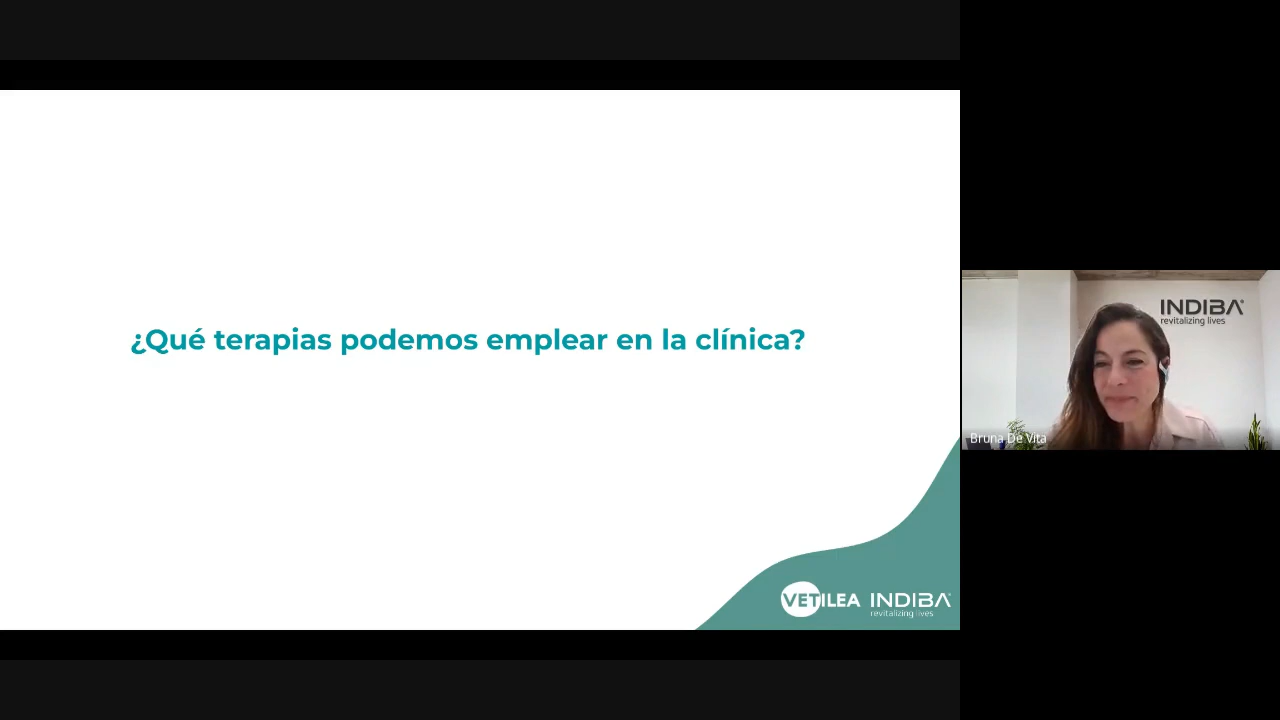 ¿Qué terapias podemos emplear en la clínica?
INDIBA®
revitalizing lives
Bruna De Vita
VETILEA INDIBA®
revitalizing lives